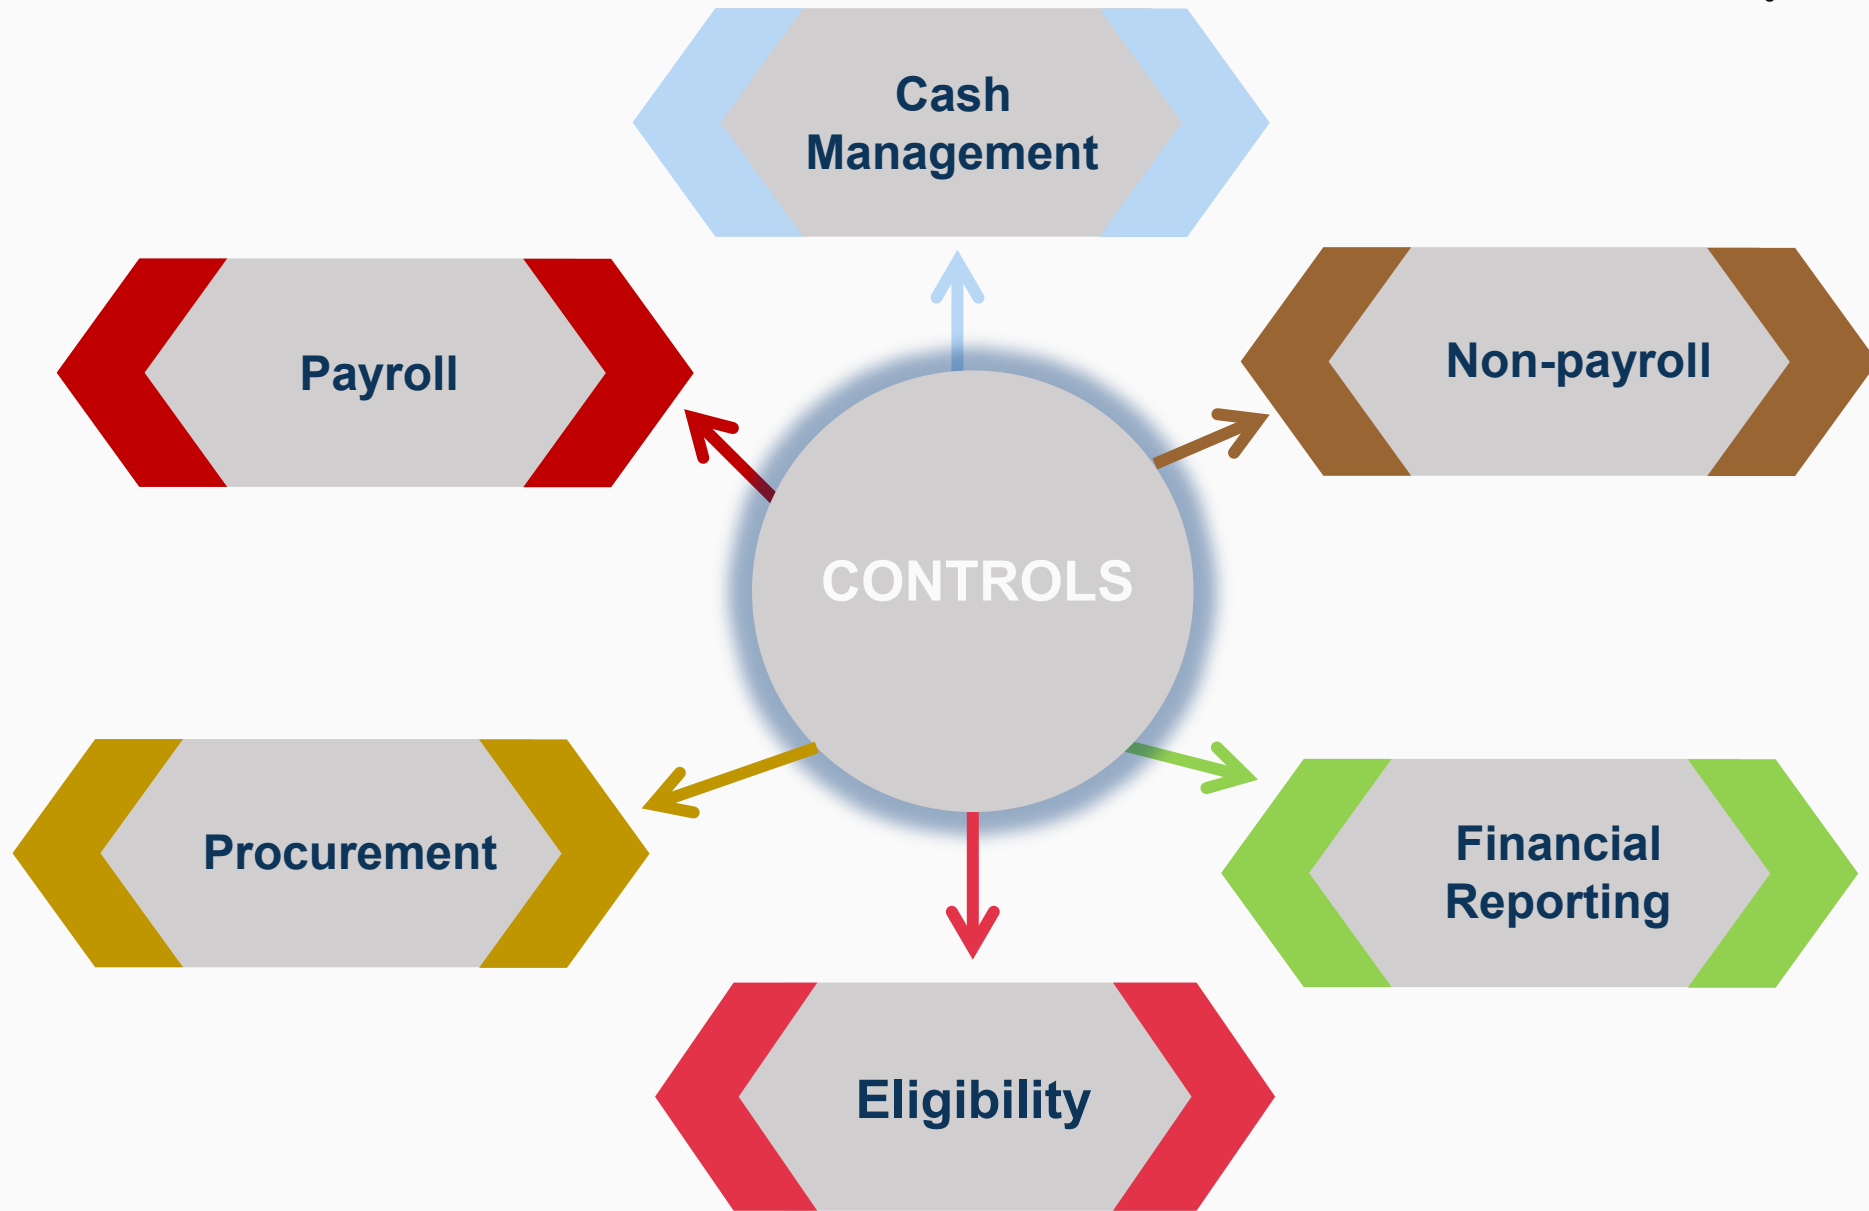 Cash
Management
Payroll
Non-payroll
CONTROLS
Procurement
Financial
Reporting
Eligibility